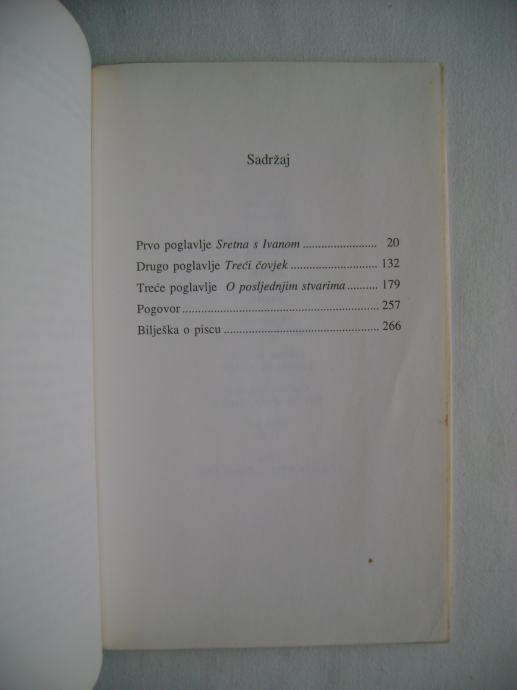 Sadržaj
Prvo poglavlje Sretna s Ivanom ........................ 20
Drugo poglavlje Treći čovjek ............................ 132
Treće poglavlje O posljednjim stvarima .......... 179
Pogovor ................................................................ 257
Bilješka o piscu .................................................. 266